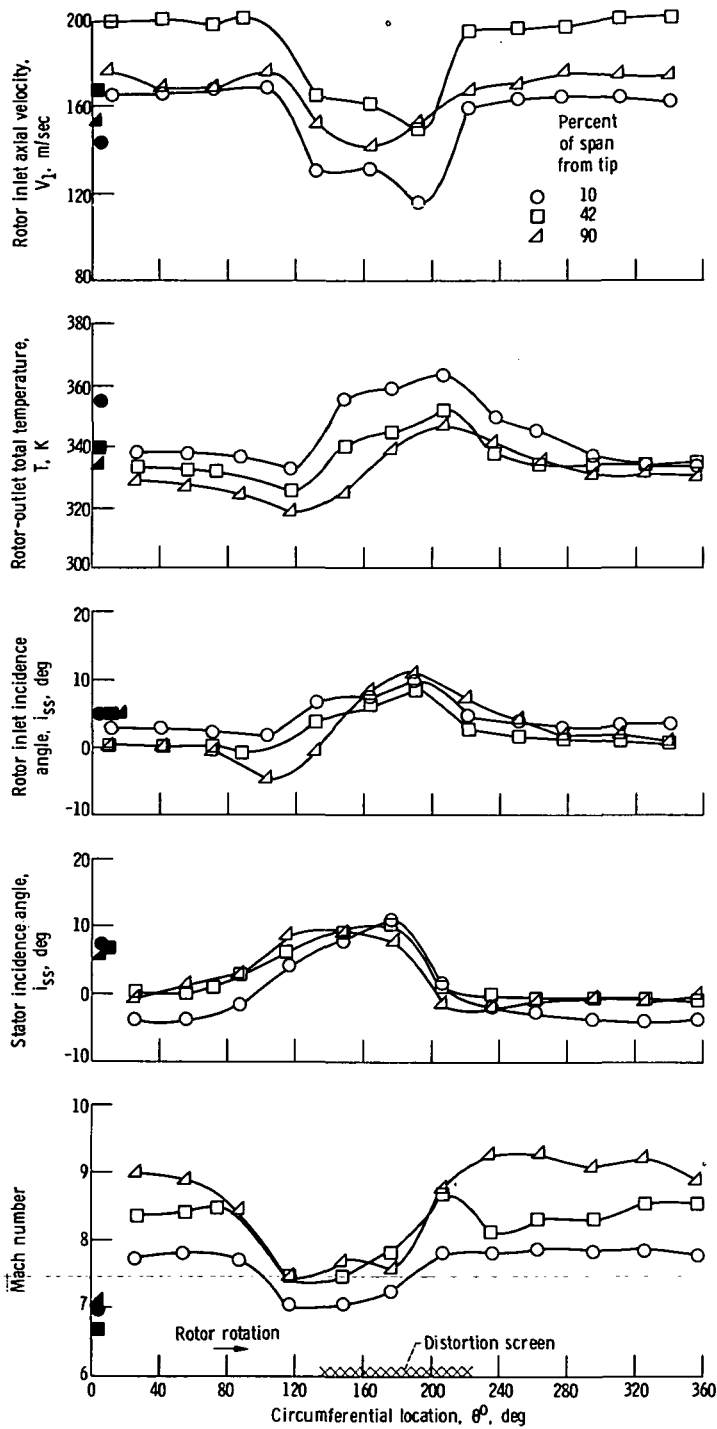 Rotor inlet axial velocity,
V1, m/sec
200
160
120
80
Percent
of span
from tip
10
42
90
Rotor-outlet total temperature,
T, K
380
360
340
320
300
Rotor inlet incidence
angle, iss, deg
20
10
0
-10
Stator incidence angle,
iss, deg
20
10
0
-10
Mach number
10
9
8
7
6
Rotor rotation
Distortion screen
0 40 80 120 160 200 240 280 320 360
Circumferential location, θ⁰, deg